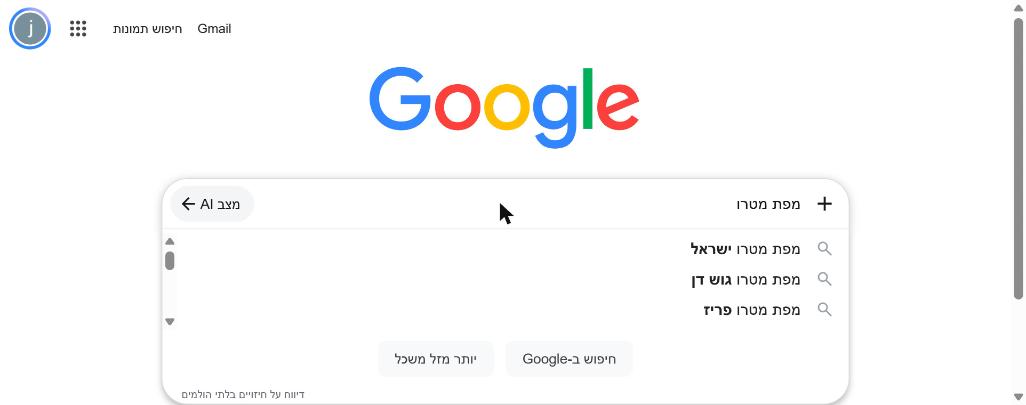 j
Gmail חיפוש תמונות
Google
מפת מטרו
מצב AI
מפת מטרו ישראל
מפת מטרו גוש דן
מפת מטרו פריז
חיפוש ב-Google
יותר מזל משכל
דיווח על חיזויים בלתי הולמים